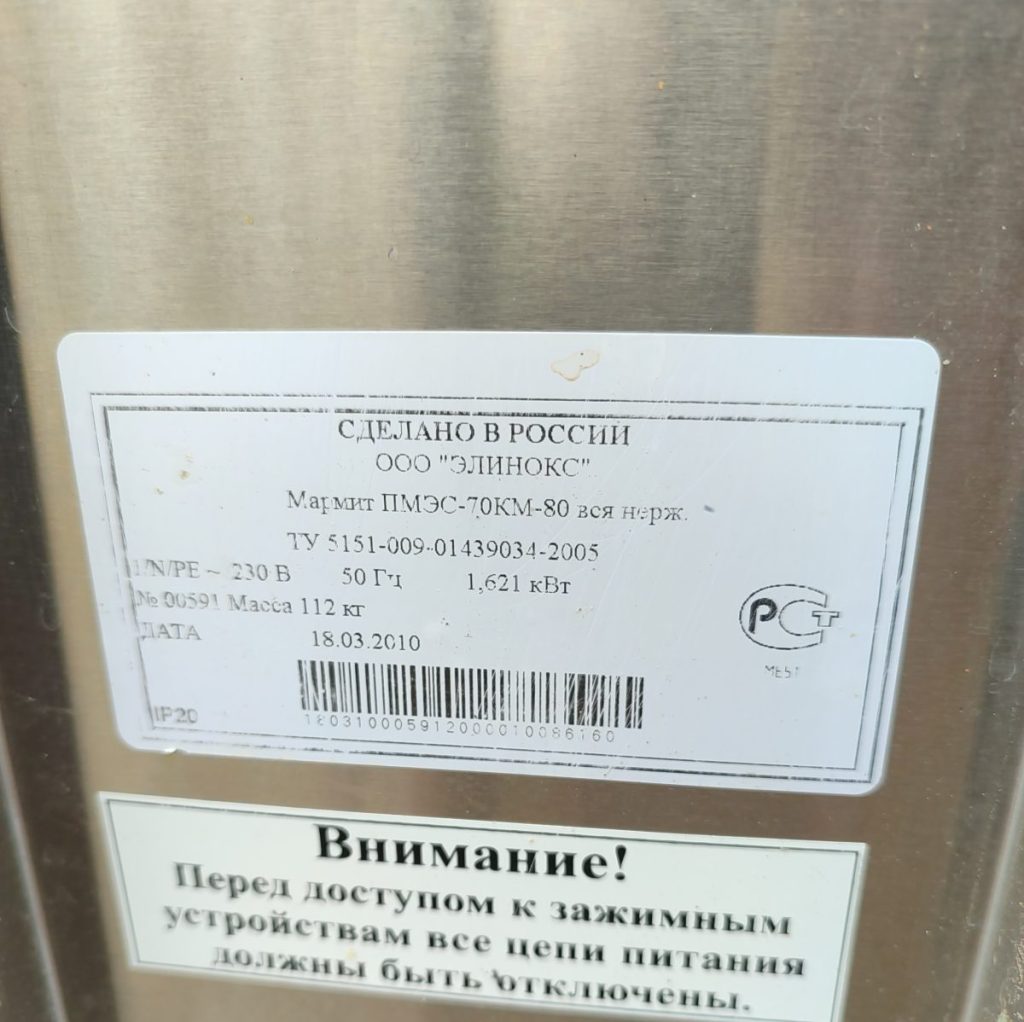 СДЕЛАНО В РОССИИ
ООО "ЭЛИНОКС"
Мармит ПМЭС-70КМ-80 вся нерж.
ТУ 5151-009-01439034-2005
1/N/PE ~ 230 В 50 Гц 1,621 кВт
№ 00591 Масса 112 кг
ДАТА 18.03.2010
РСТ
IP20
180310005912000010086160
Внимание!
Перед доступом к зажимным
устройствам все цепи питания
должны быть отключены.